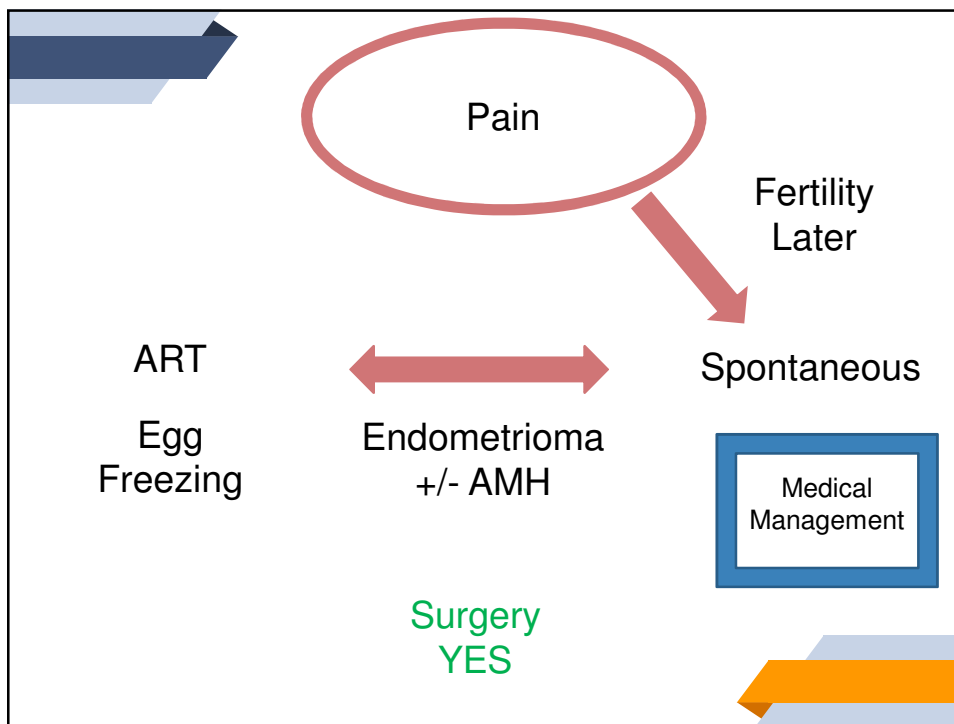 Pain
Fertility
Later
ART
Spontaneous
Egg
Freezing
Endometrioma
+/- AMH
Medical
Management
Surgery
YES